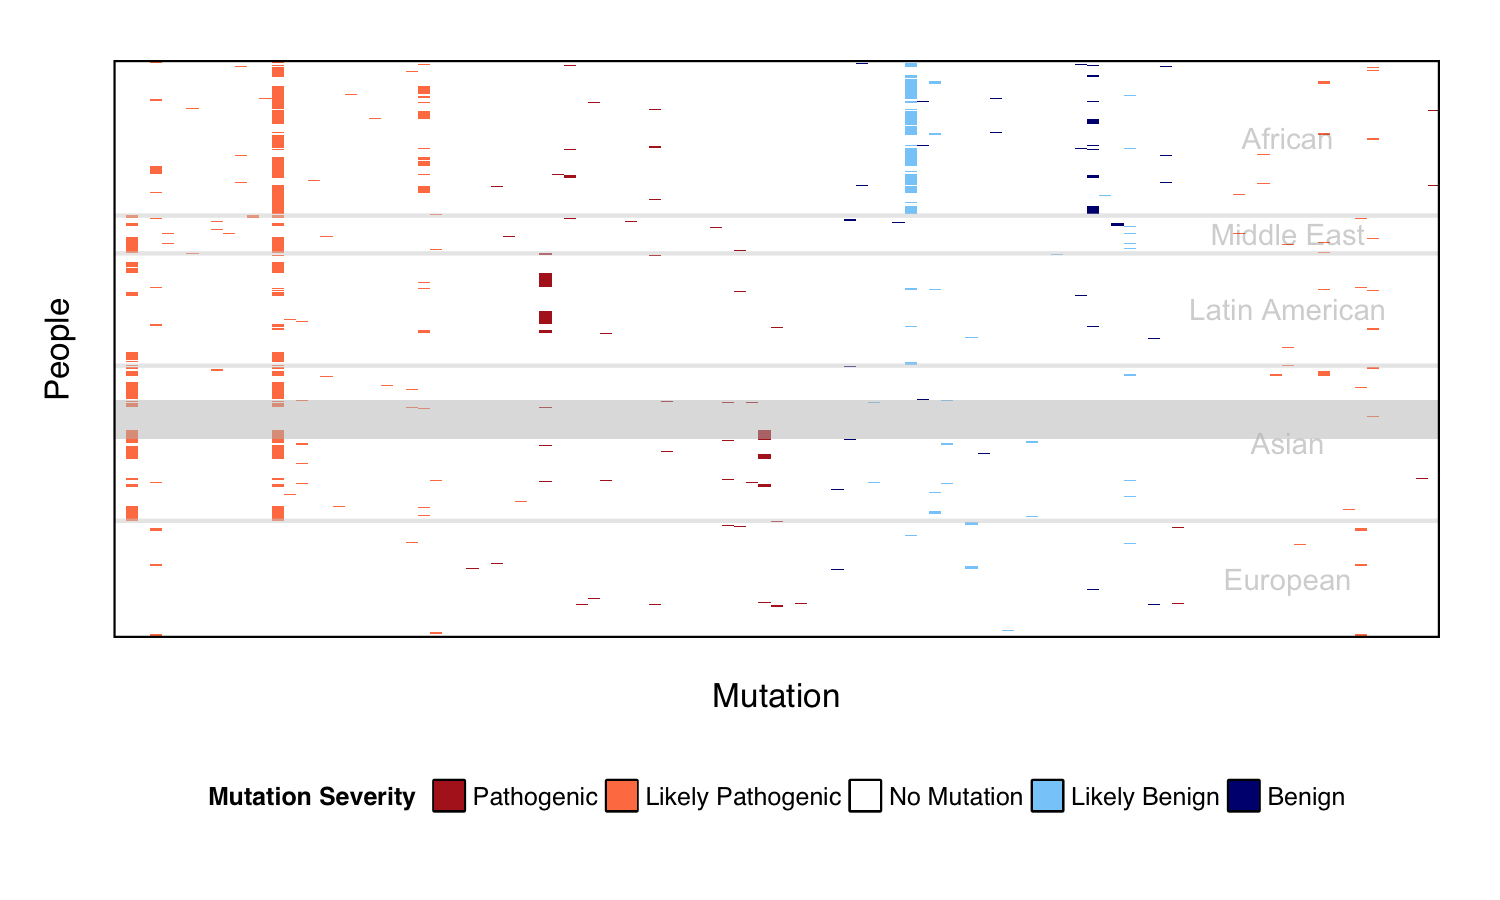 African
Middle East
Latin American
Asian
European
People
Mutation
Mutation Severity Pathogenic Likely Pathogenic No Mutation Likely Benign Benign